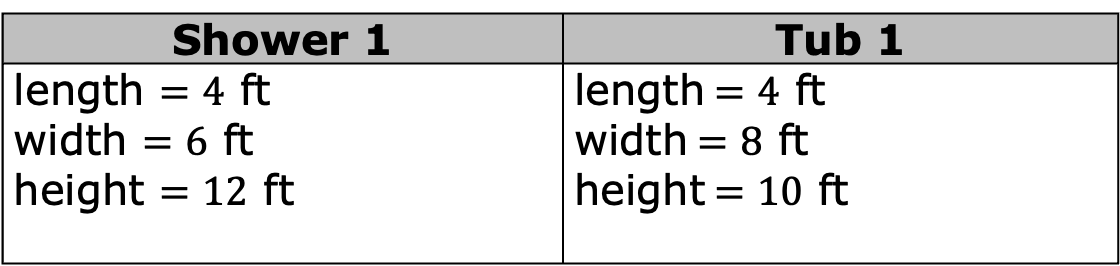 Shower 1
Tub 1
length = 4 ft
width = 6 ft
height = 12 ft
length = 4 ft
width = 8 ft
height = 10 ft